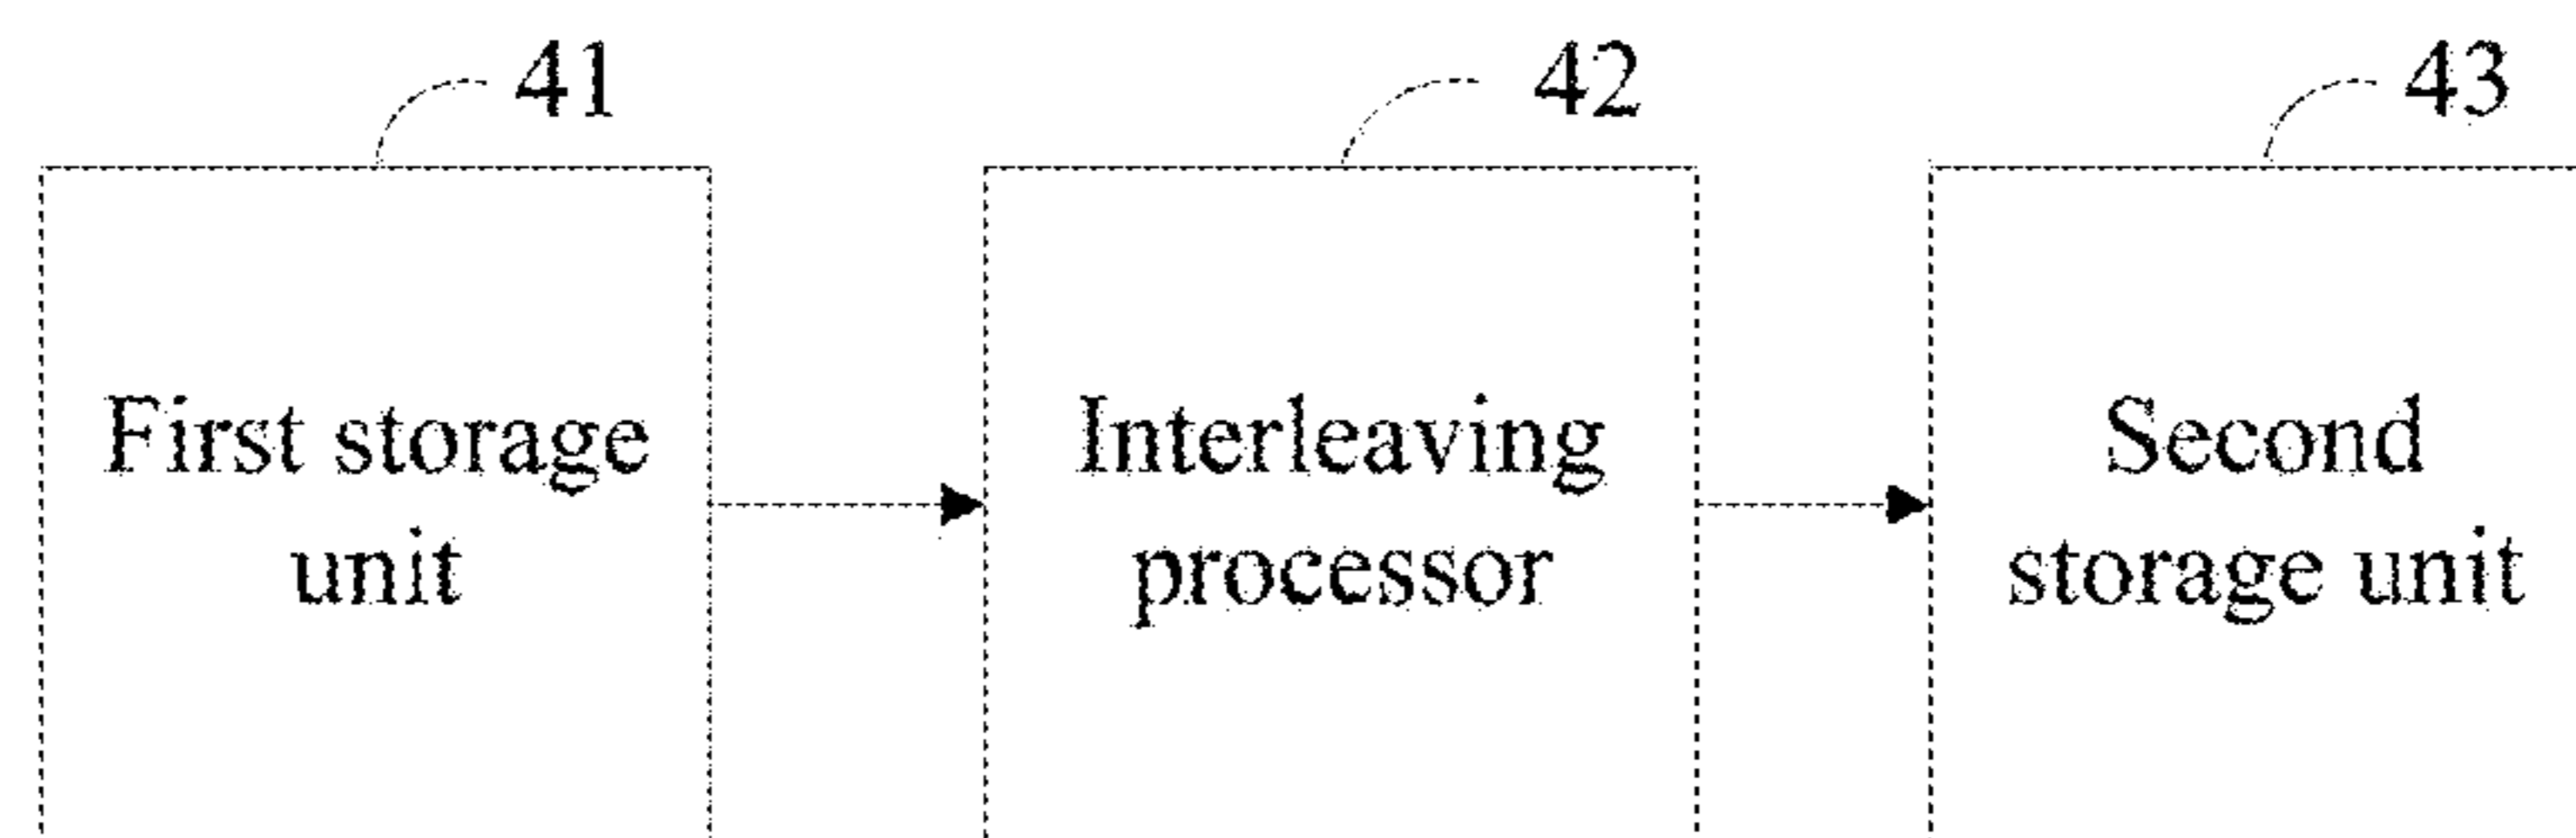 41
42
43
First storage
unit
Interleaving
processor
Second
storage unit